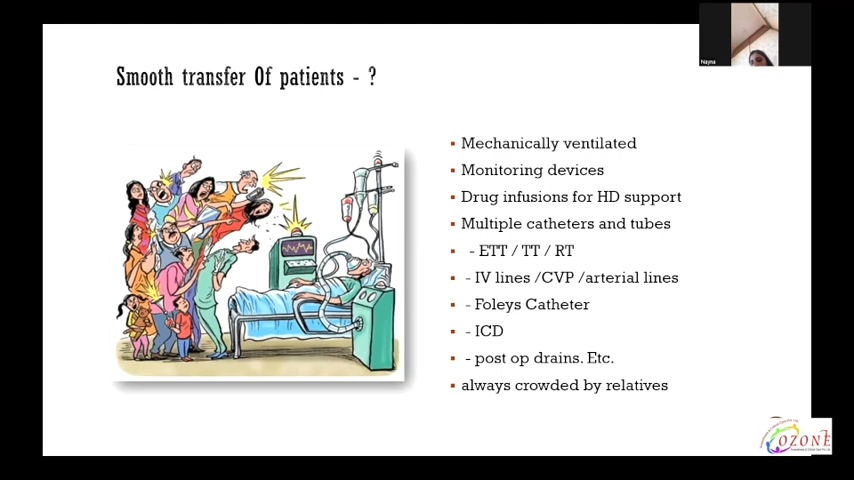 Nayna
Smooth transfer Of patients - ?
▪ Mechanically ventilated
▪ Monitoring devices
▪ Drug infusions for HD support
▪ Multiple catheters and tubes
▪ - ETT / TT / RT
▪ - IV lines /CVP /arterial lines
▪ - Foleys Catheter
▪ - ICD
▪ - post op drains. Etc.
▪ always crowded by relatives
OZONE